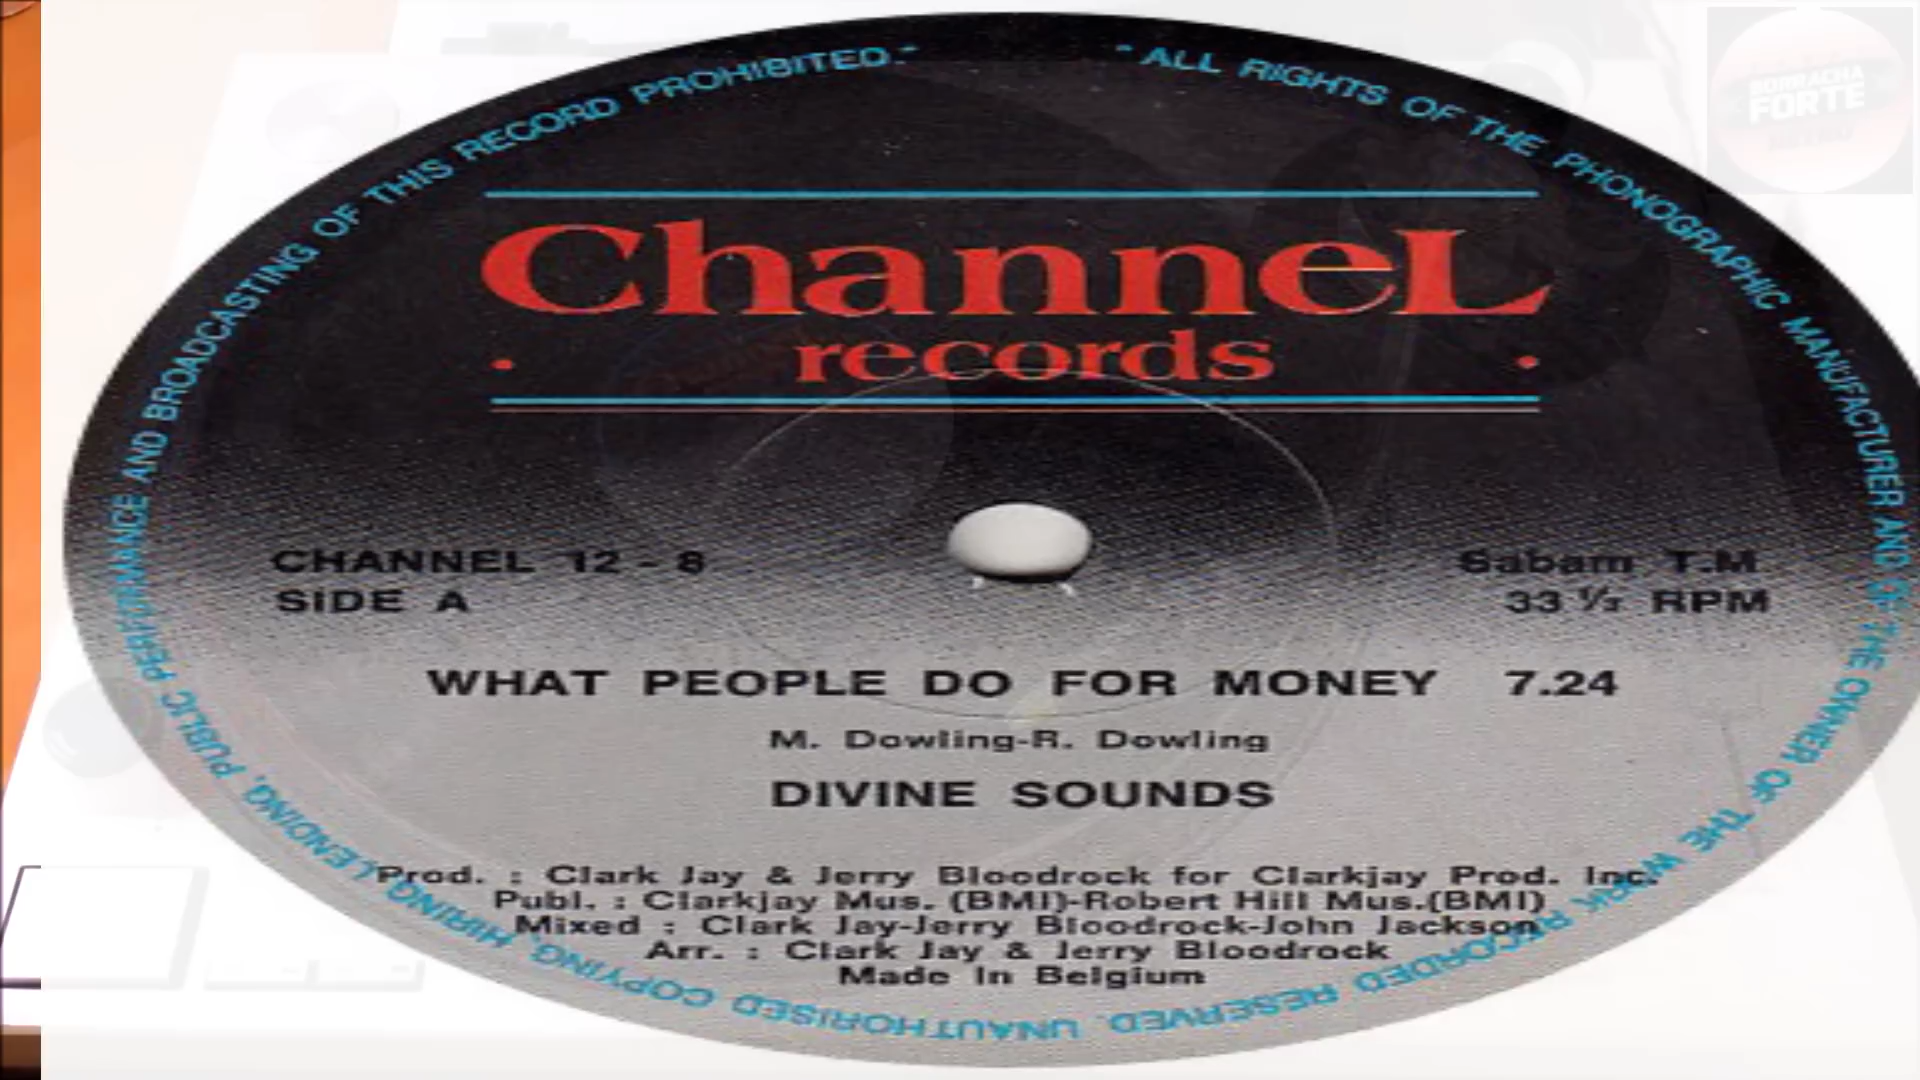 " ALL RIGHTS OF THE PHONOGRAPHIC MANUFACTURER AND OF THE OWNER OF THE WORK RECORDED RESERVED. UNAUTHORISED COPYING, HIRING, LENDING, PUBLIC PERFORMANCE AND BROADCASTING OF THIS RECORD PROHIBITED."
BORRACHA
FORTE
ChanneL
records
CHANNEL 12 - 8
SIDE A
Sabam T.M
33 ⅓ RPM
WHAT PEOPLE DO FOR MONEY 7.24
M. Dowling-R. Dowling
DIVINE SOUNDS
Prod. : Clark Jay & Jerry Bloodrock for Clarkjay Prod. Inc.
Publ. : Clarkjay Mus. (BMI)-Robert Hill Mus.(BMI)
Mixed : Clark Jay-Jerry Bloodrock-John Jackson
Arr. : Clark Jay & Jerry Bloodrock
Made In Belgium